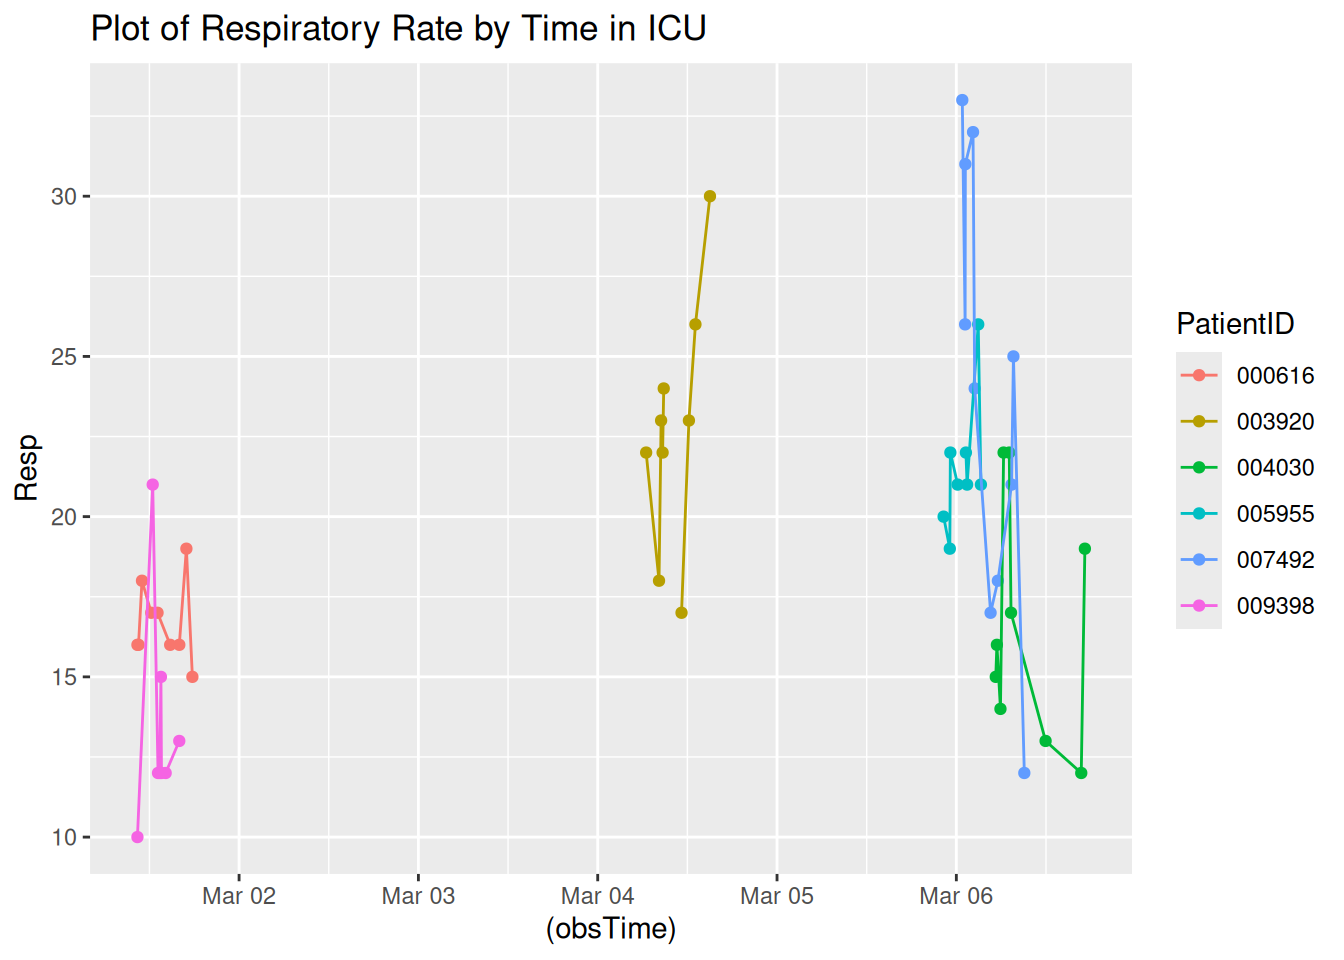 Plot of Respiratory Rate by Time in ICU
Resp
30
25
20
15
10
Mar 02 Mar 03 Mar 04 Mar 05 Mar 06
(obsTime)
PatientID
000616
003920
004030
005955
007492
009398